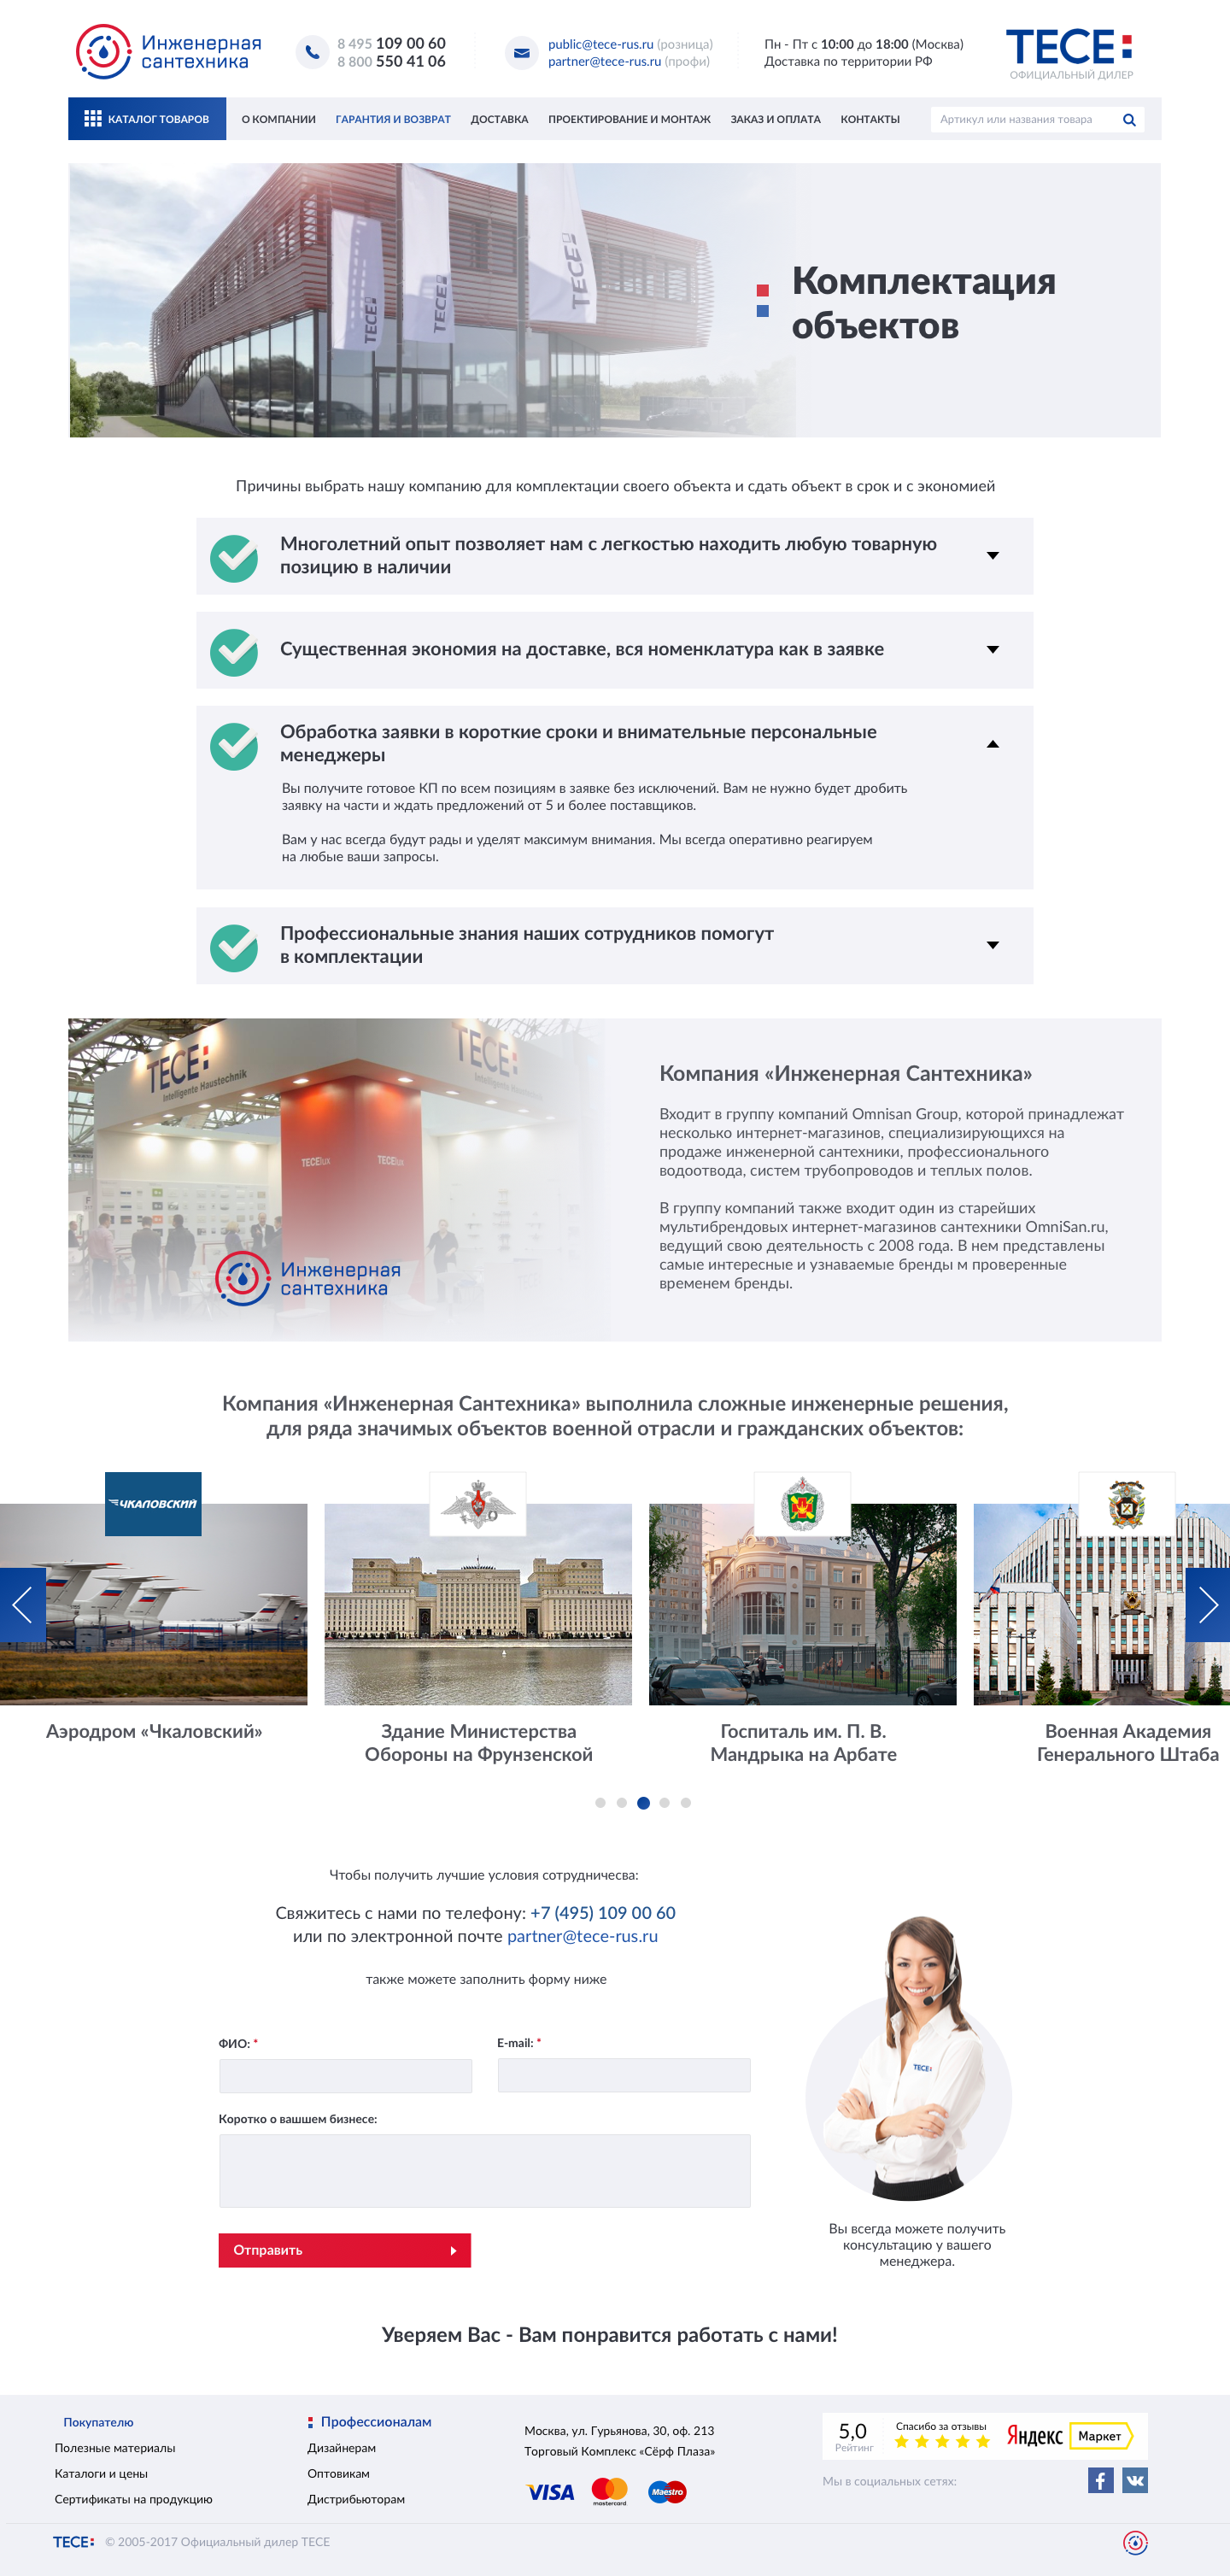 Инженерная
сантехника
8 495 109 00 60
8 800 550 41 06
public@tece-rus.ru (розница)
partner@tece-rus.ru (профи)
Пн - Пт с 10:00 до 18:00 (Москва)
Доставка по территории РФ
TECE
ОФИЦИАЛЬНЫЙ ДИЛЕР
КАТАЛОГ ТОВАРОВ
О КОМПАНИИ
ГАРАНТИЯ И ВОЗВРАТ
ДОСТАВКА
ПРОЕКТИРОВАНИЕ И МОНТАЖ
ЗАКАЗ И ОПЛАТА
КОНТАКТЫ
Артикул или названия товара
TECE
TECE
TECE
Комплектация
объектов
Причины выбрать нашу компанию для комплектации своего объекта и сдать объект в срок и с экономией
Многолетний опыт позволяет нам с легкостью находить любую товарную
позицию в наличии
Существенная экономия на доставке, вся номенклатура как в заявке
Обработка заявки в короткие сроки и внимательные персональные
менеджеры
Вы получите готовое КП по всем позициям в заявке без исключений. Вам не нужно будет дробить
заявку на части и ждать предложений от 5 и более поставщиков.
Вам у нас всегда будут рады и уделят максимум внимания. Мы всегда оперативно реагируем
на любые ваши запросы.
Профессиональные знания наших сотрудников помогут
в комплектации
TECE
Intelligente Haustechnik
TECE
Intelligente Haustechnik
TECElux
TECElux
Инженерная
сантехника
Компания «Инженерная Сантехника»
Входит в группу компаний Omnisan Group, которой принадлежат
несколько интернет-магазинов, специализирующихся на
продаже инженерной сантехники, профессионального
водоотвода, систем трубопроводов и теплых полов.
В группу компаний также входит один из старейших
мультибрендовых интернет-магазинов сантехники OmniSan.ru,
ведущий свою деятельность с 2008 года. В нем представлены
самые интересные и узнаваемые бренды м проверенные
временем бренды.
Компания «Инженерная Сантехника» выполнила сложные инженерные решения,
для ряда значимых объектов военной отрасли и гражданских объектов:
ЧКАЛОВСКИЙ
Аэродром «Чкаловский»
Здание Министерства
Обороны на Фрунзенской
Госпиталь им. П. В.
Мандрыка на Арбате
Военная Академия
Генерального Штаба
Чтобы получить лучшие условия сотрудничесва:
Свяжитесь с нами по телефону: +7 (495) 109 00 60
или по электронной почте partner@tece-rus.ru
также можете заполнить форму ниже
ФИО: *
E-mail: *
Коротко о вашшем бизнесе:
Отправить
TECE
Вы всегда можете получить
консультацию у вашего
менеджера.
Уверяем Вас - Вам понравится работать с нами!
Покупателю
Полезные материалы
Каталоги и цены
Сертификаты на продукцию
Профессионалам
Дизайнерам
Оптовикам
Дистрибьюторам
Москва, ул. Гурьянова, 30, оф. 213
Торговый Комплекс «Сёрф Плаза»
VISA
mastercard
Maestro
5,0
Рейтинг
Спасибо за отзывы
Яндекс Маркет
Мы в социальных сетях:
TECE
© 2005-2017 Официальный дилер TECE